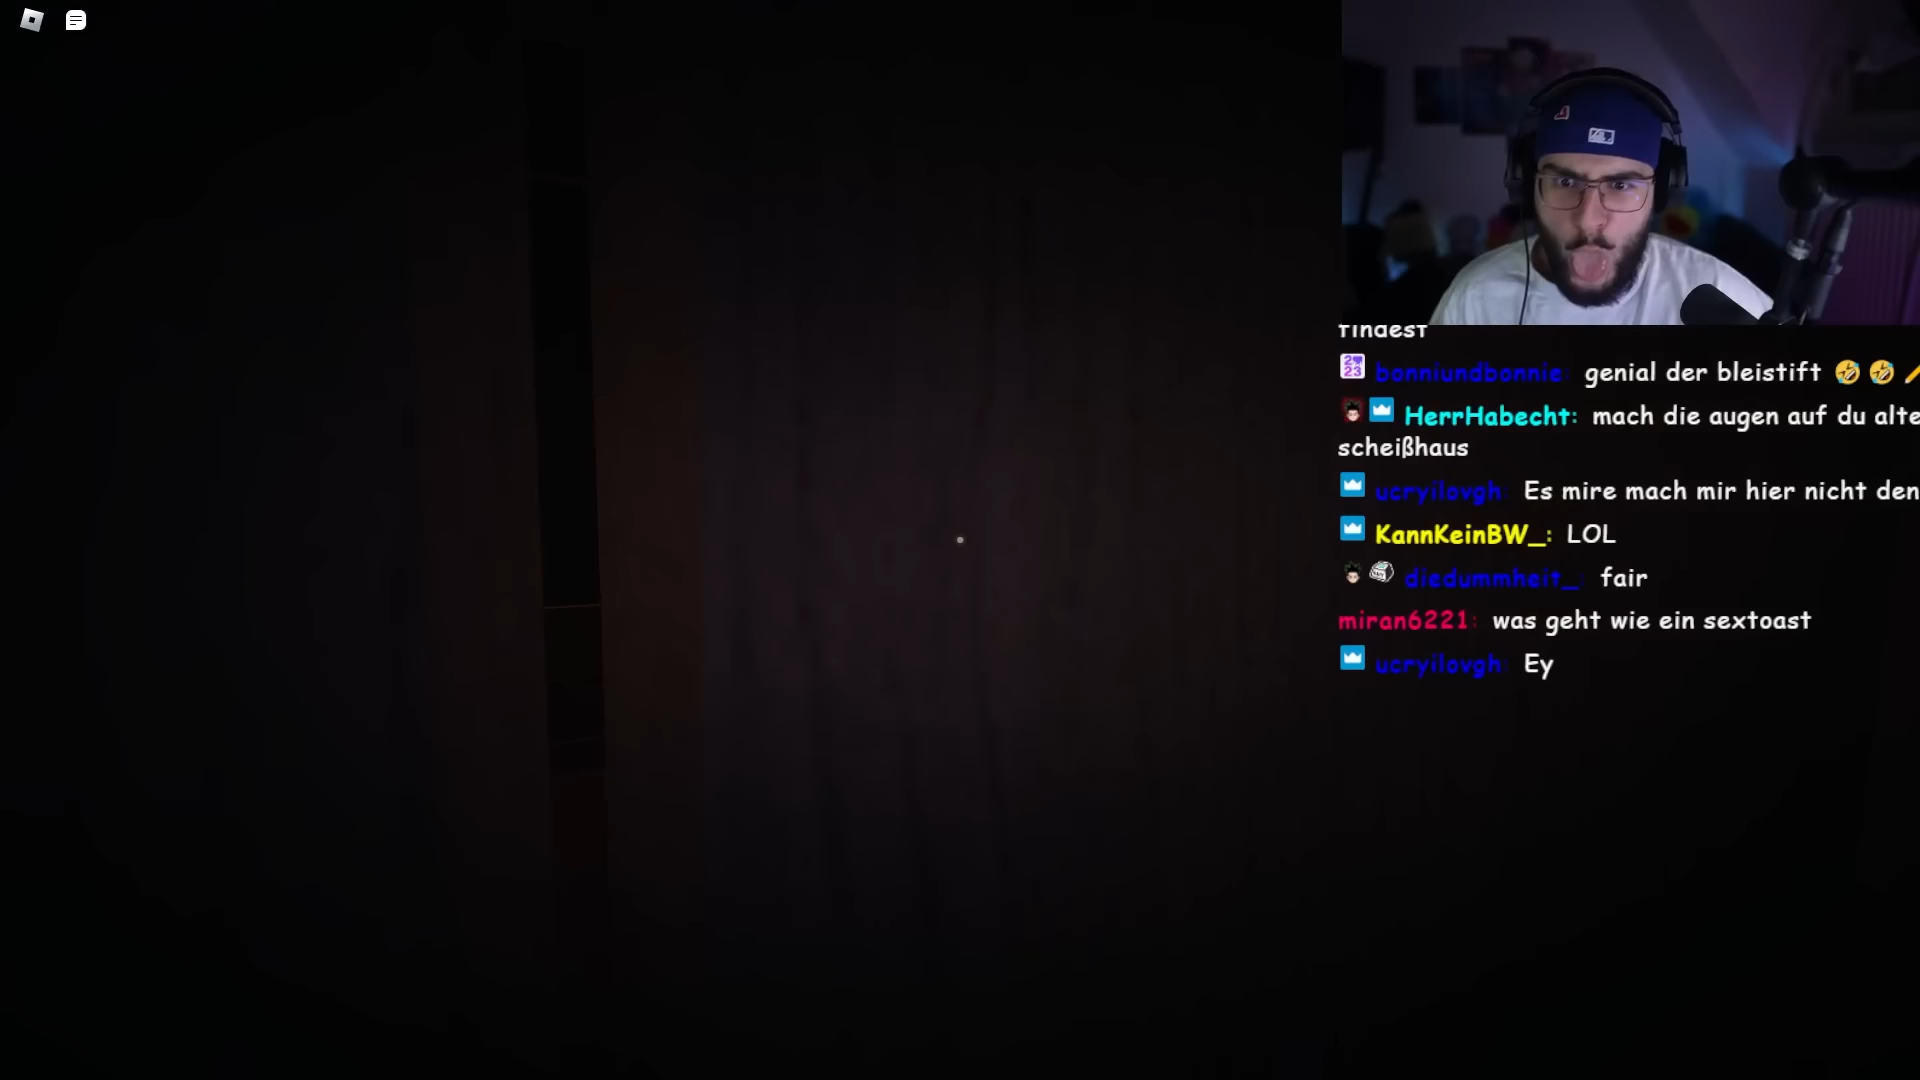 findest
bonniundbonnie: genial der bleistift 🤣 🤣
HerrHabecht: mach die augen auf du alte
scheißhaus
ucryilovgh: Es mire mach mir hier nicht den
KannKeinBW_: LOL
diedummheit_: fair
miran6221: was geht wie ein sextoast
ucryilovgh: Ey